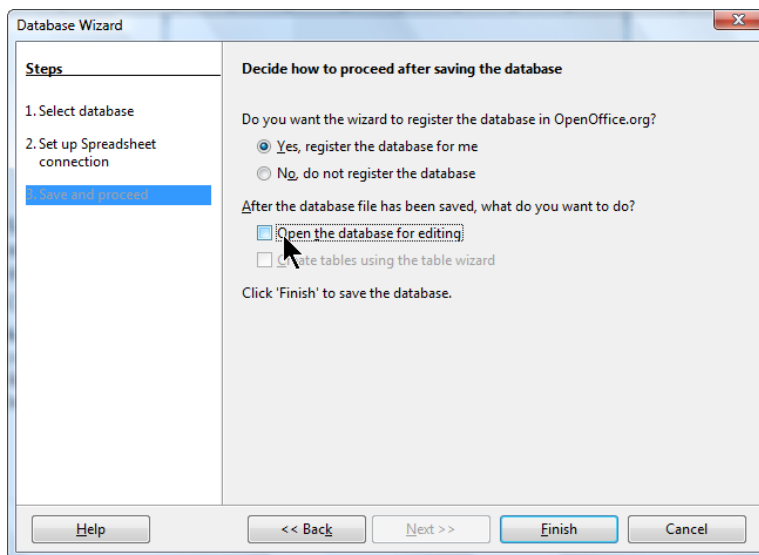 Database Wizard
Steps
1. Select database
2. Set up Spreadsheet
connection
3. Save and proceed
Decide how to proceed after saving the database
Do you want the wizard to register the database in OpenOffice.org?
Yes, register the database for me
No, do not register the database
After the database file has been saved, what do you want to do?
Open the database for editing
Create tables using the table wizard
Click 'Finish' to save the database.
Help
<< Back
Next >>
Finish
Cancel